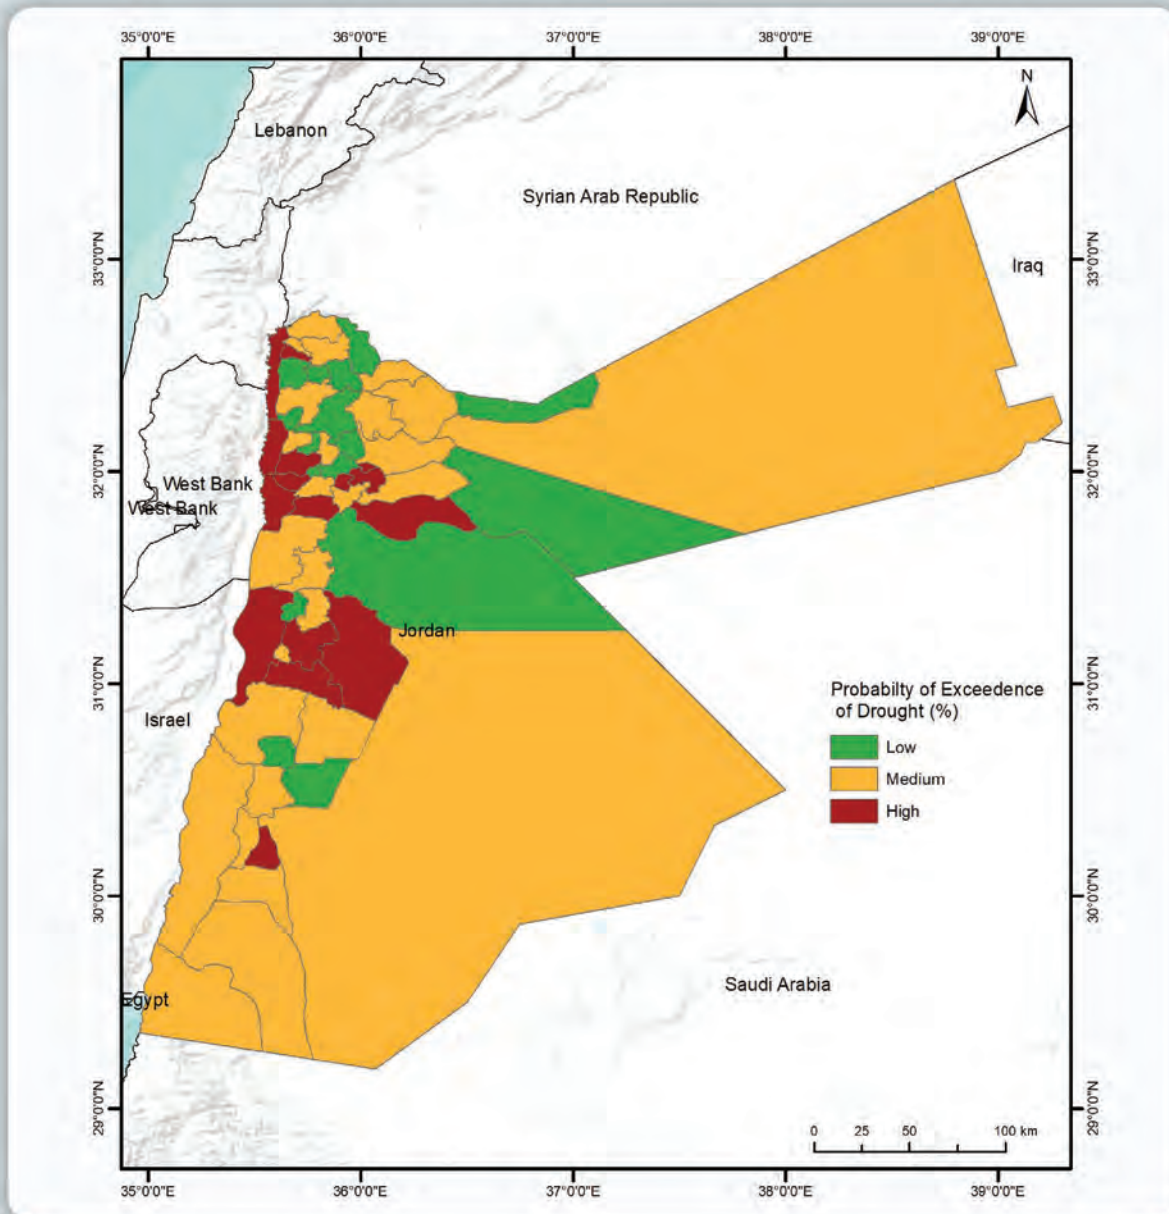 35°0'0"E 36°0'0"E 37°0'0"E 38°0'0"E 39°0'0"E
N
Lebanon
Syrian Arab Republic
33°0'0"N
Iraq
33°0'0"N
32°0'0"N
West Bank
West Bank
32°0'0"N
Jordan
31°0'0"N
Israel
31°0'0"N
Probabilty of Exceedence
of Drought (%)
Low
Medium
High
30°0'0"N
30°0'0"N
Saudi Arabia
Egypt
29°0'0"N
29°0'0"N
0 25 50 100 km
35°0'0"E 36°0'0"E 37°0'0"E 38°0'0"E 39°0'0"E